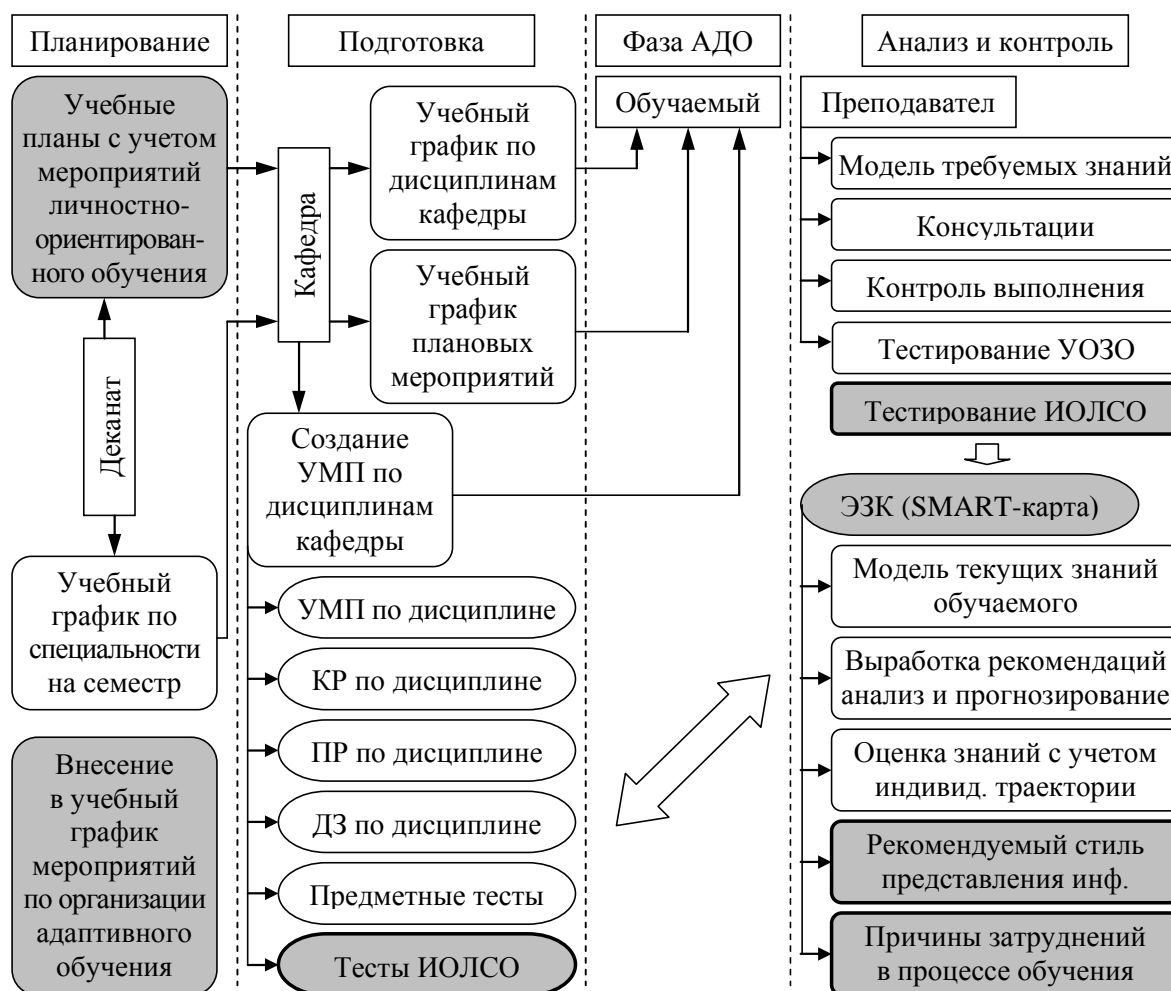 Планирование
Подготовка
Фаза АДО
Анализ и контроль
Учебные
планы с учетом
мероприятий
личностно-
ориентирован-
ного обучения
Деканат
Учебный
график по
специальности
на семестр
Внесение
в учебный
график
мероприятий
по организации
адаптивного
обучения
Кафедра
Учебный
график по
дисциплинам
кафедры
Учебный
график
плановых
мероприятий
Создание
УМП по
дисциплинам
кафедры
УМП по дисциплине
КР по дисциплине
ПР по дисциплине
ДЗ по дисциплине
Предметные тесты
Тесты ИОЛСО
Обучаемый
Преподавател
Модель требуемых знаний
Консультации
Контроль выполнения
Тестирование УОЗО
Тестирование ИОЛСО
ЭЗК (SMART-карта)
Модель текущих знаний
обучаемого
Выработка рекомендаций
анализ и прогнозирование
Оценка знаний с учетом
индивид. траектории
Рекомендуемый стиль
представления инф.
Причины затруднений
в процессе обучения